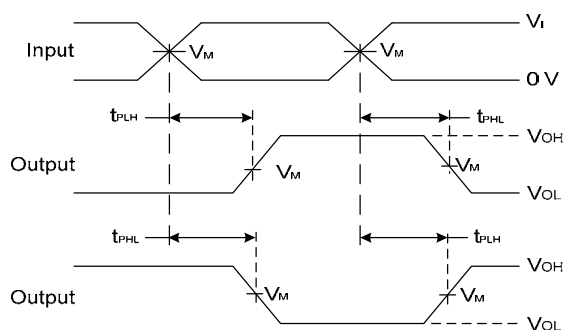 VI
Input VM VM
0 V
tPLH tPHL
VOH
Output VM VM
VOL
tPHL tPLH
VOH
Output VM VM
VOL